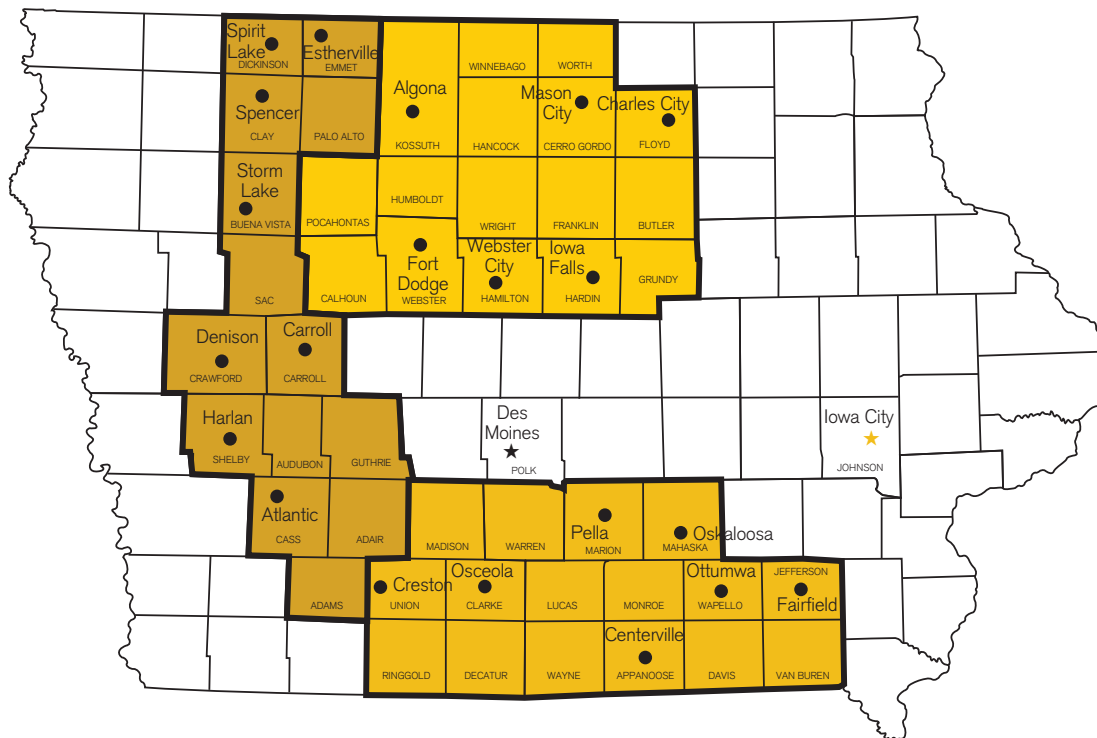 Spirit
Lake
DICKINSON
Estherville
EMMET
WINNEBAGO
WORTH
Algona
KOSSUTH
Mason
City
Charles City
Spencer
CLAY
PALO ALTO
HANCOCK
CERRO GORDO
FLOYD
Storm
Lake
BUENA VISTA
POCAHONTAS
HUMBOLDT
WRIGHT
FRANKLIN
BUTLER
SAC
CALHOUN
Fort
Dodge
WEBSTER
Webster
City
HAMILTON
Iowa
Falls
HARDIN
GRUNDY
Denison
CRAWFORD
Carroll
CARROLL
Harlan
SHELBY
AUDUBON
GUTHRIE
Des
Moines
POLK
Iowa City
JOHNSON
Atlantic
CASS
ADAIR
MADISON
WARREN
Pella
MARION
Oskaloosa
MAHASKA
ADAMS
Creston
UNION
Osceola
CLARKE
LUCAS
MONROE
Ottumwa
WAPELLO
JEFFERSON
Fairfield
RINGGOLD
DECATUR
WAYNE
Centerville
APPANOOSE
DAVIS
VAN BUREN